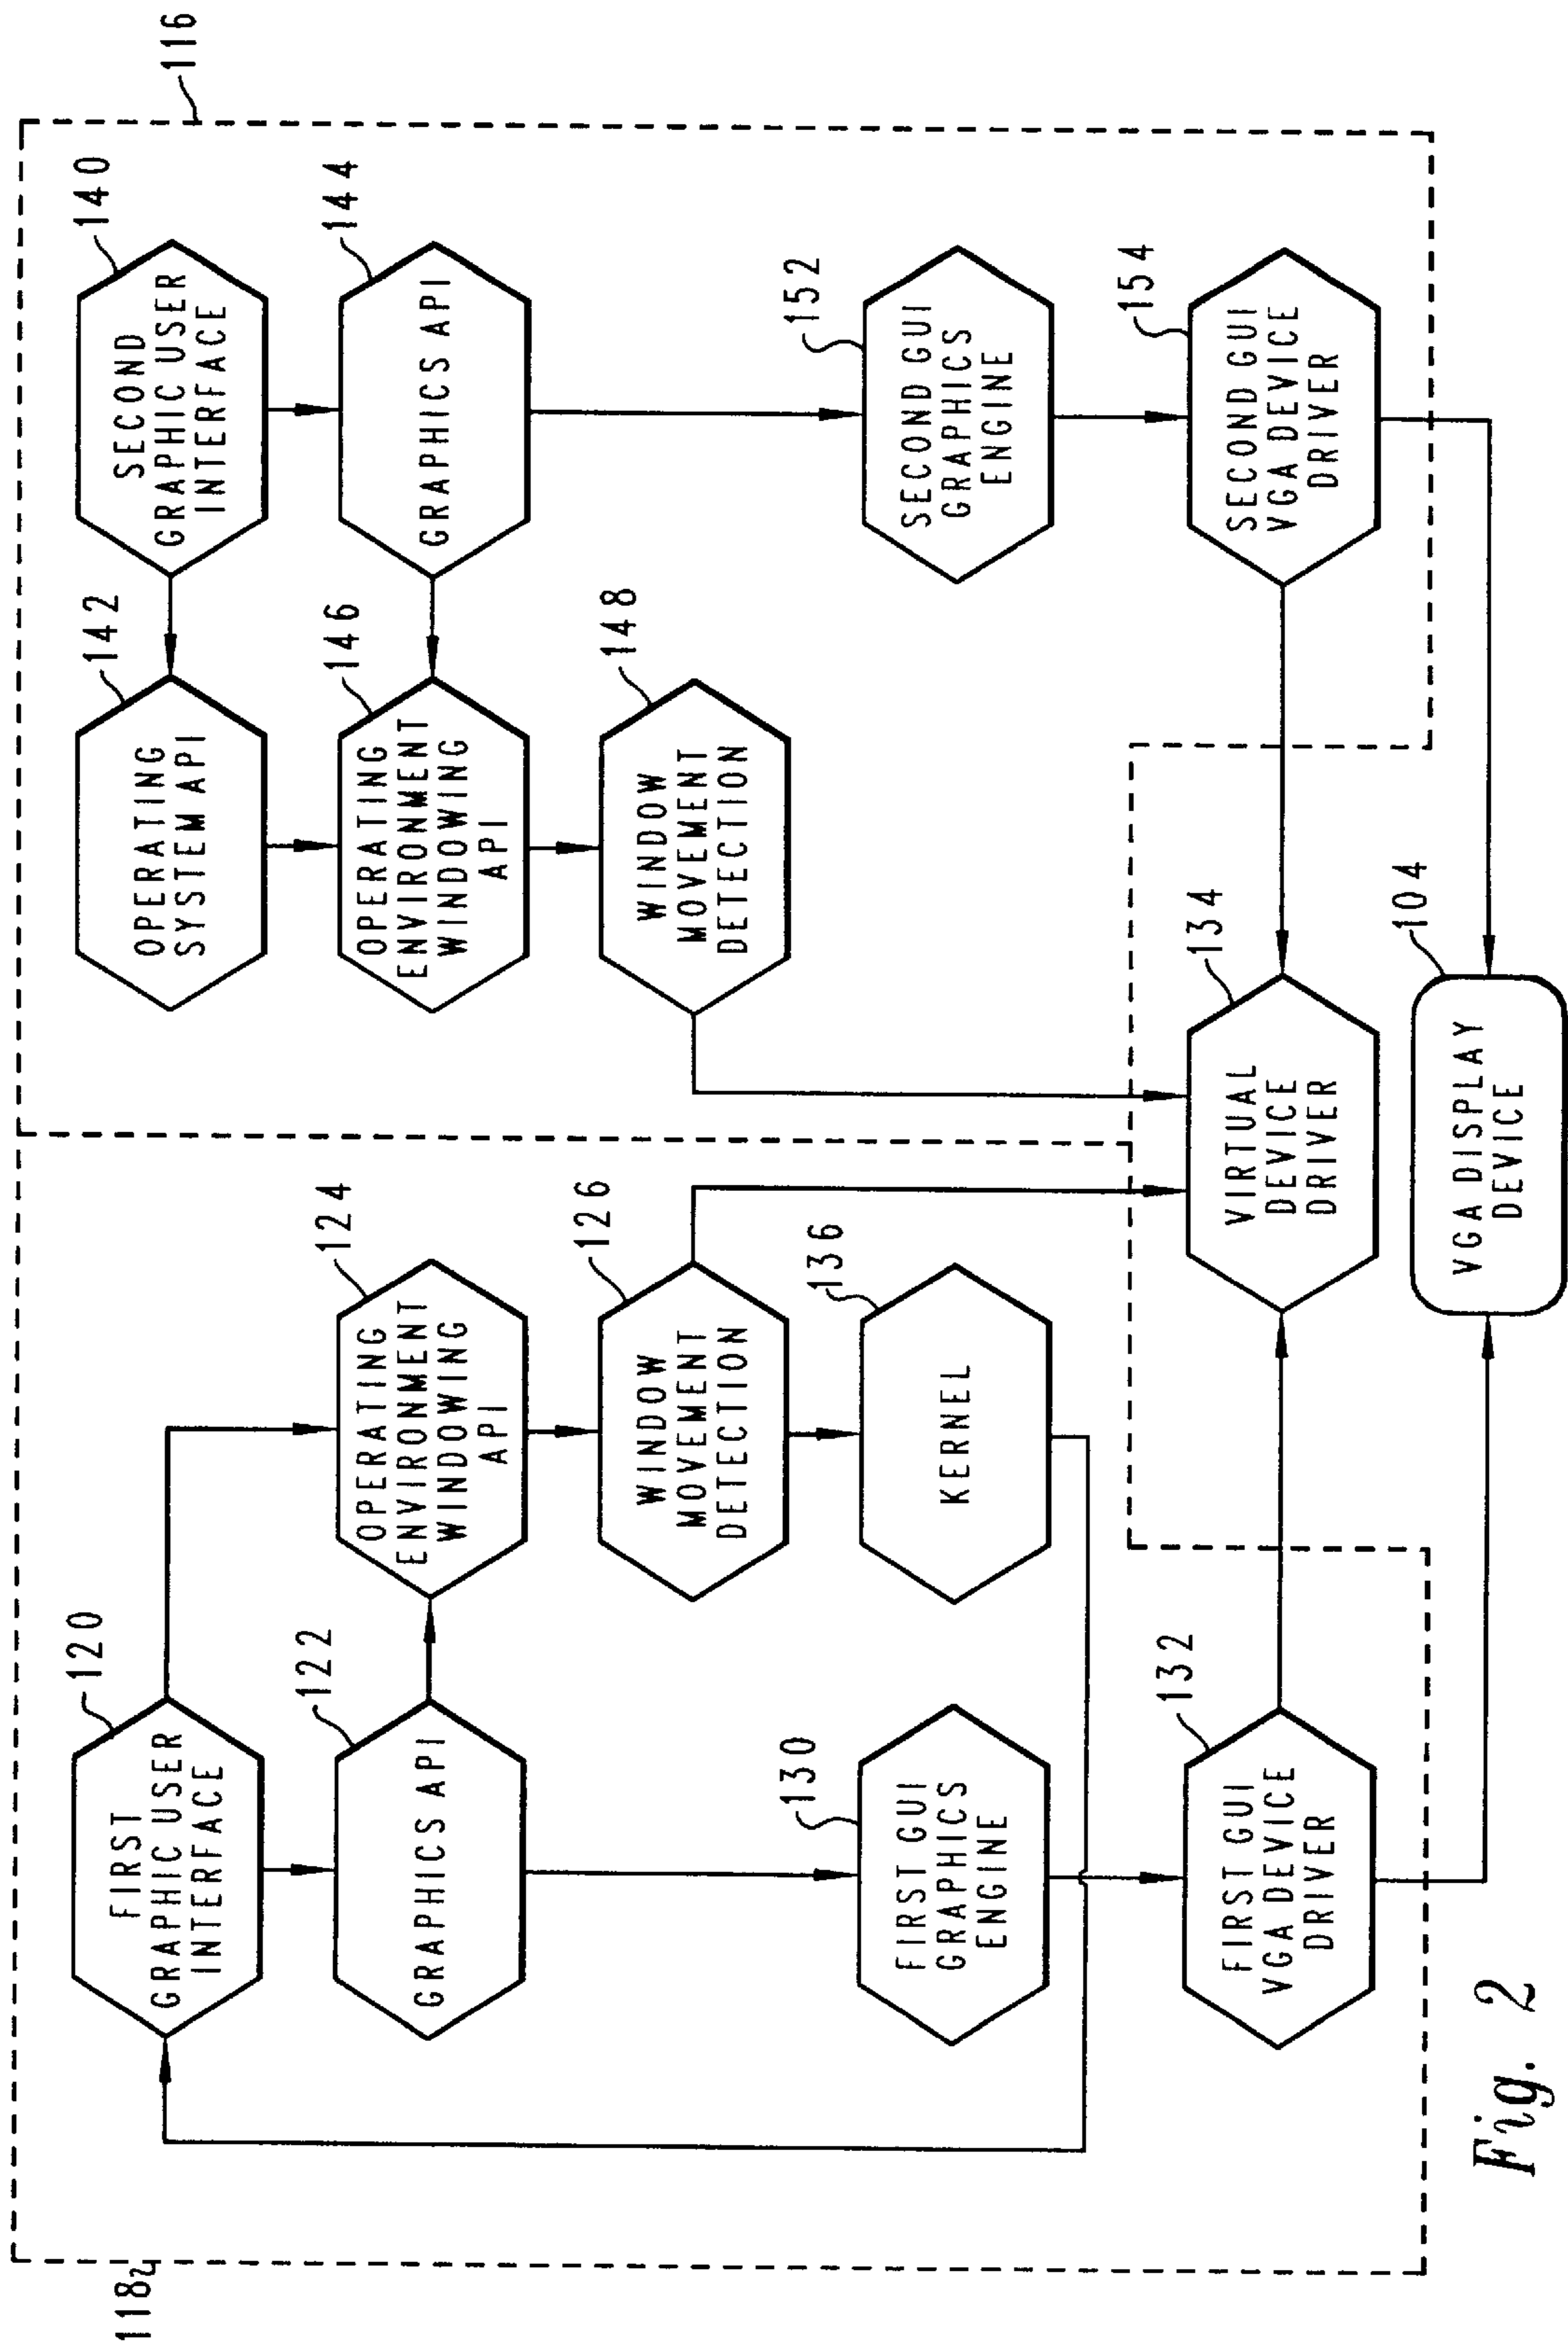 116
118
120
FIRST
GRAPHIC USER
INTERFACE
122
GRAPHICS API
124
OPERATING
ENVIRONMENT
WINDOWING
API
126
WINDOW
MOVEMENT
DETECTION
136
KERNEL
130
FIRST GUI
GRAPHICS
ENGINE
132
FIRST GUI
VGA DEVICE
DRIVER
142
OPERATING
SYSTEM API
140
SECOND
GRAPHIC USER
INTERFACE
146
OPERATING
ENVIRONMENT
WINDOWING
API
144
GRAPHICS API
148
WINDOW
MOVEMENT
DETECTION
152
SECOND GUI
GRAPHICS
ENGINE
154
SECOND GUI
VGA DEVICE
DRIVER
134
VIRTUAL
DEVICE
DRIVER
104
VGA DISPLAY
DEVICE
Fig. 2